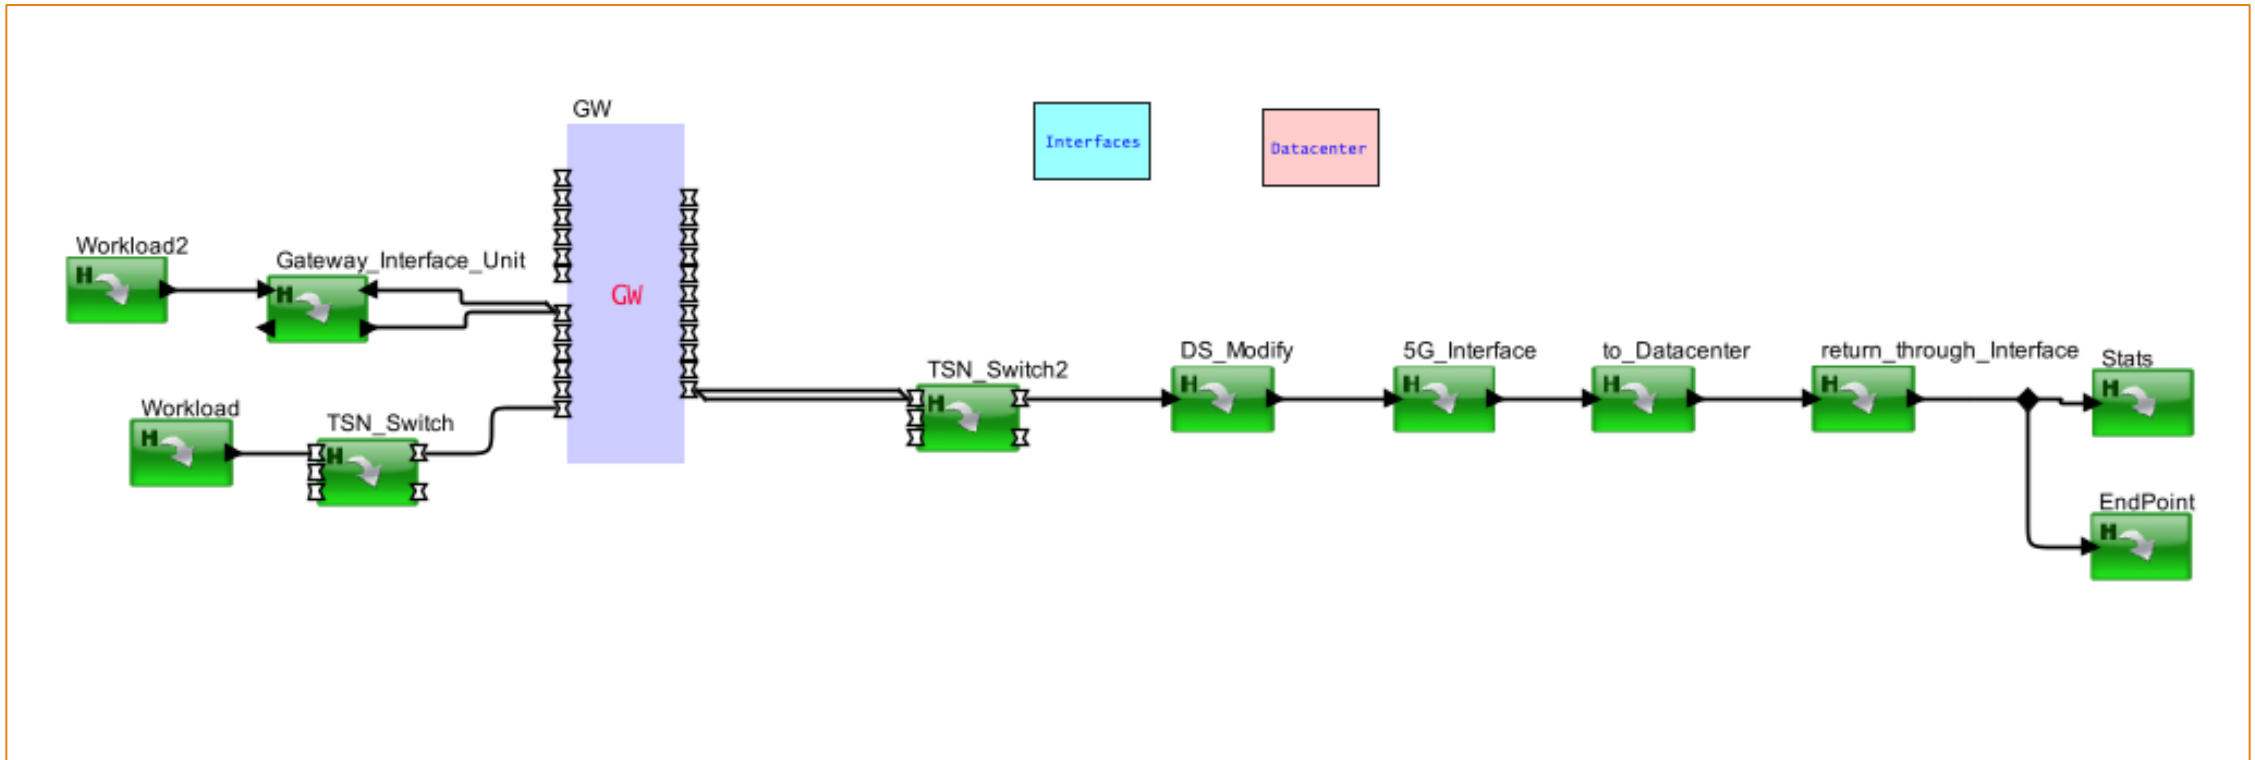 GW
Interfaces
Datacenter
Workload2
H
Gateway_Interface_Unit
H
GW
Workload
H
TSN_Switch
H
TSN_Switch2
H
DS_Modify
H
5G_Interface
H
to_Datacenter
H
return_through_Interface
H
Stats
H
EndPoint
H